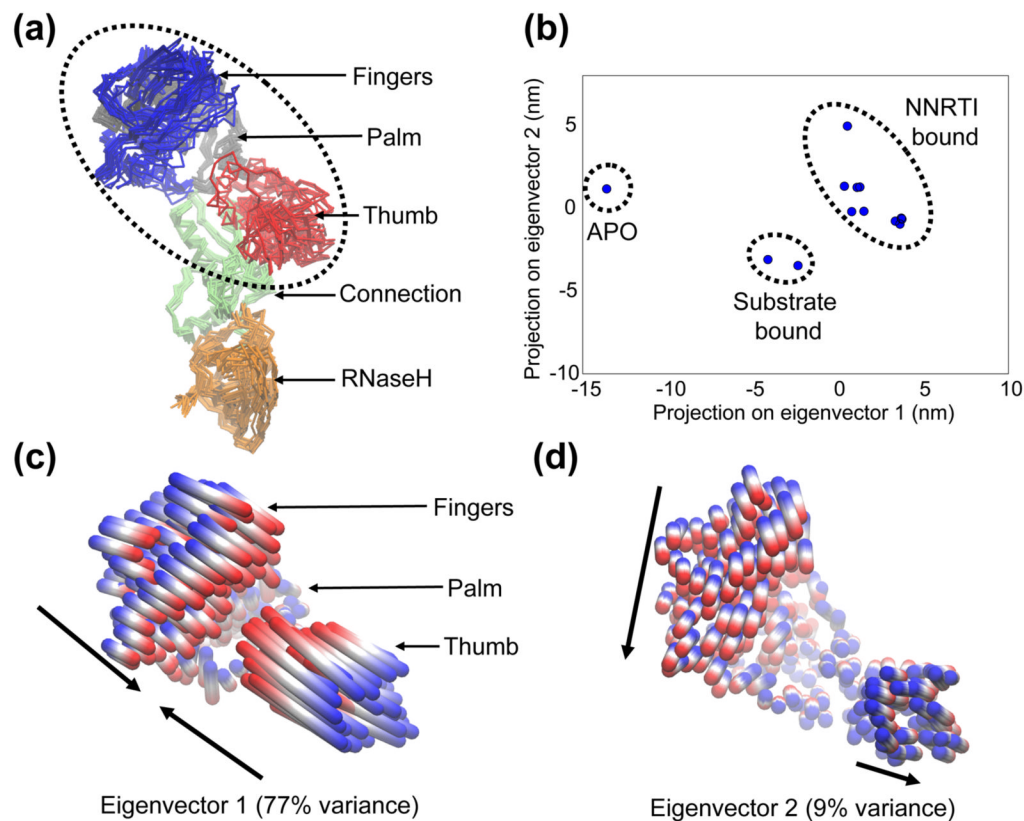 (a)
Fingers
Palm
Thumb
Connection
RNaseH
(b)
Projection on eigenvector 2 (nm)
5
0
-5
-10
NNRTI
bound
APO
Substrate
bound
-15
-10
-5
0
5
10
Projection on eigenvector 1 (nm)
(c)
Fingers
Palm
Thumb
Eigenvector 1 (77% variance)
(d)
Eigenvector 2 (9% variance)